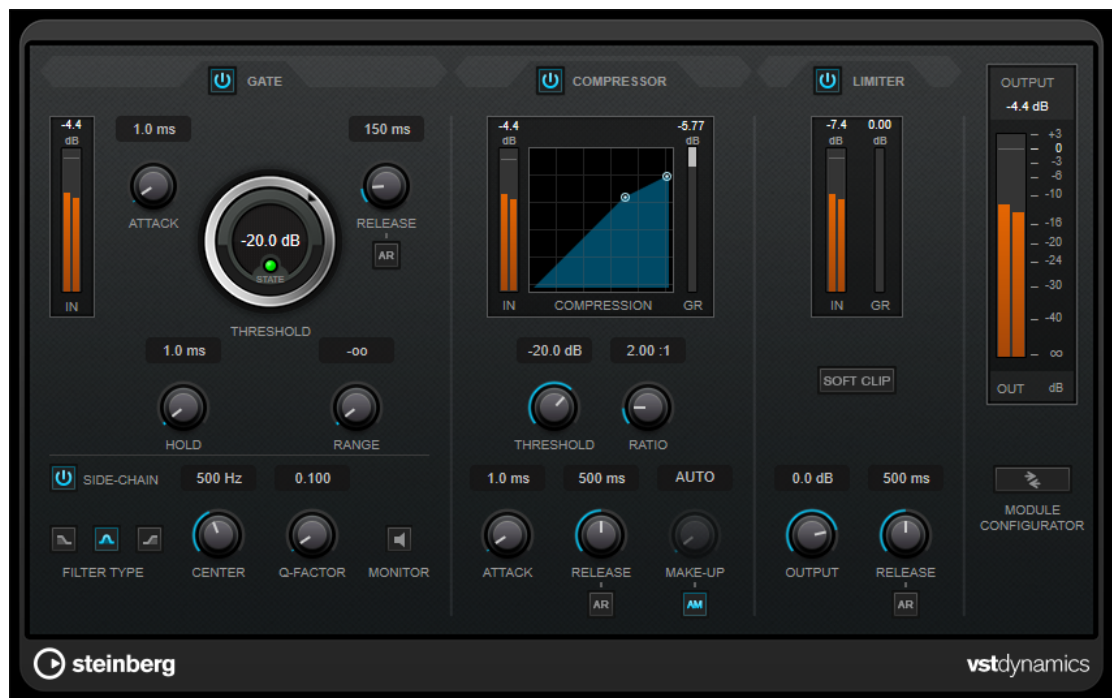 GATE
COMPRESSOR
LIMITER
OUTPUT
-4.4 dB
-4.4
dB
IN
1.0 ms
ATTACK
150 ms
RELEASE
AR
-20.0 dB
STATE
THRESHOLD
1.0 ms
HOLD
-oo
RANGE
SIDE-CHAIN
500 Hz
0.100
FILTER TYPE
CENTER
Q-FACTOR
MONITOR
-4.4
dB
-5.77
dB
IN
COMPRESSION
GR
-20.0 dB
2.00 :1
THRESHOLD
RATIO
1.0 ms
500 ms
AUTO
ATTACK
RELEASE
MAKE-UP
AR
AM
-7.4
0.00
dB
dB
IN
GR
SOFT CLIP
0.0 dB
500 ms
OUTPUT
RELEASE
AR
+3
0
-3
-6
-10
-16
-20
-24
-30
-40
oo
OUT
dB
MODULE
CONFIGURATOR
steinberg
vstdynamics